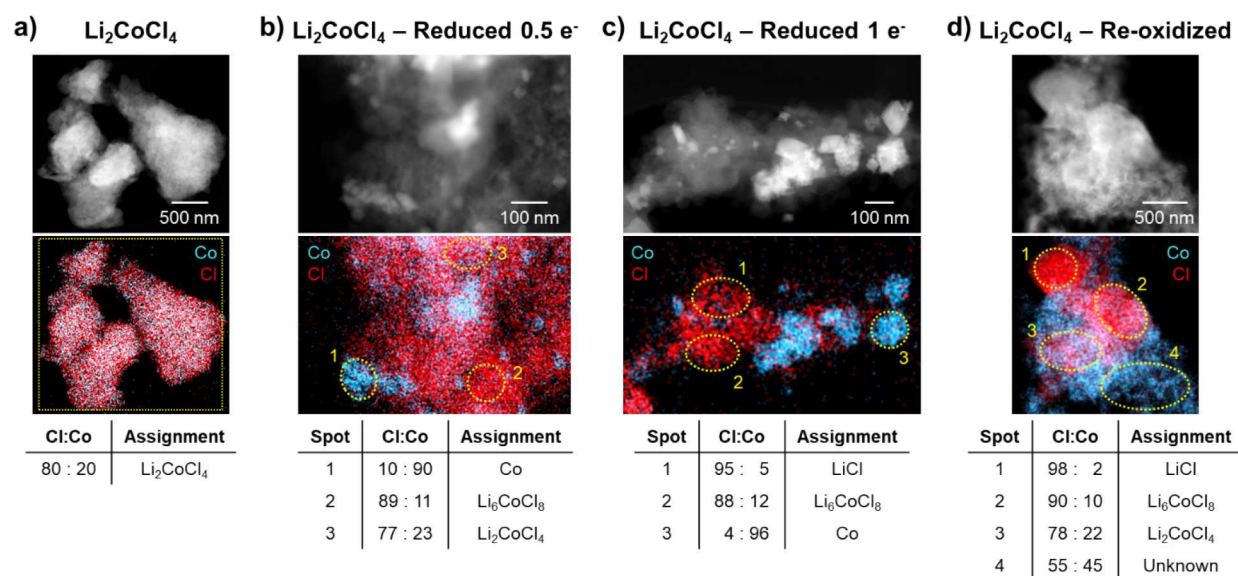 a) Li₂CoCl₄
500 nm
Co
Cl
Cl:Co Assignment
80 : 20 Li₂CoCl₄
b) Li₂CoCl₄ – Reduced 0.5 e⁻
100 nm
Co
Cl
3
1
2
Spot Cl:Co Assignment
1 10 : 90 Co
2 89 : 11 Li₆CoCl₈
3 77 : 23 Li₂CoCl₄
c) Li₂CoCl₄ – Reduced 1 e⁻
100 nm
Co
Cl
1
2
3
Spot Cl:Co Assignment
1 95 : 5 LiCl
2 88 : 12 Li₆CoCl₈
3 4 : 96 Co
d) Li₂CoCl₄ – Re-oxidized
500 nm
Co
Cl
1
2
3
4
Spot Cl:Co Assignment
1 98 : 2 LiCl
2 90 : 10 Li₆CoCl₈
3 78 : 22 Li₂CoCl₄
4 55 : 45 Unknown